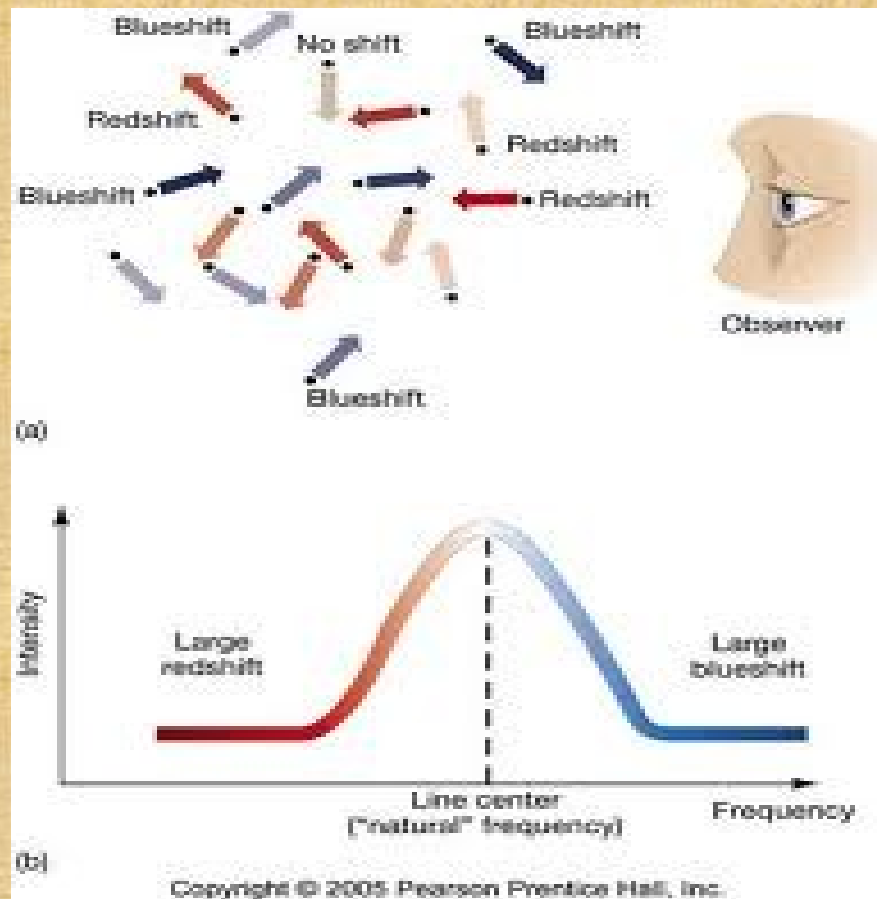 Blueshift
No shift
Blueshift
Redshift
Redshift
Blueshift
Redshift
Observer
Blueshift
(a)
Intensity
Large
redshift
Large
blueshift
Line center
("natural" frequency)
Frequency
(b)
Copyright © 2005 Pearson Prentice Hall, Inc.